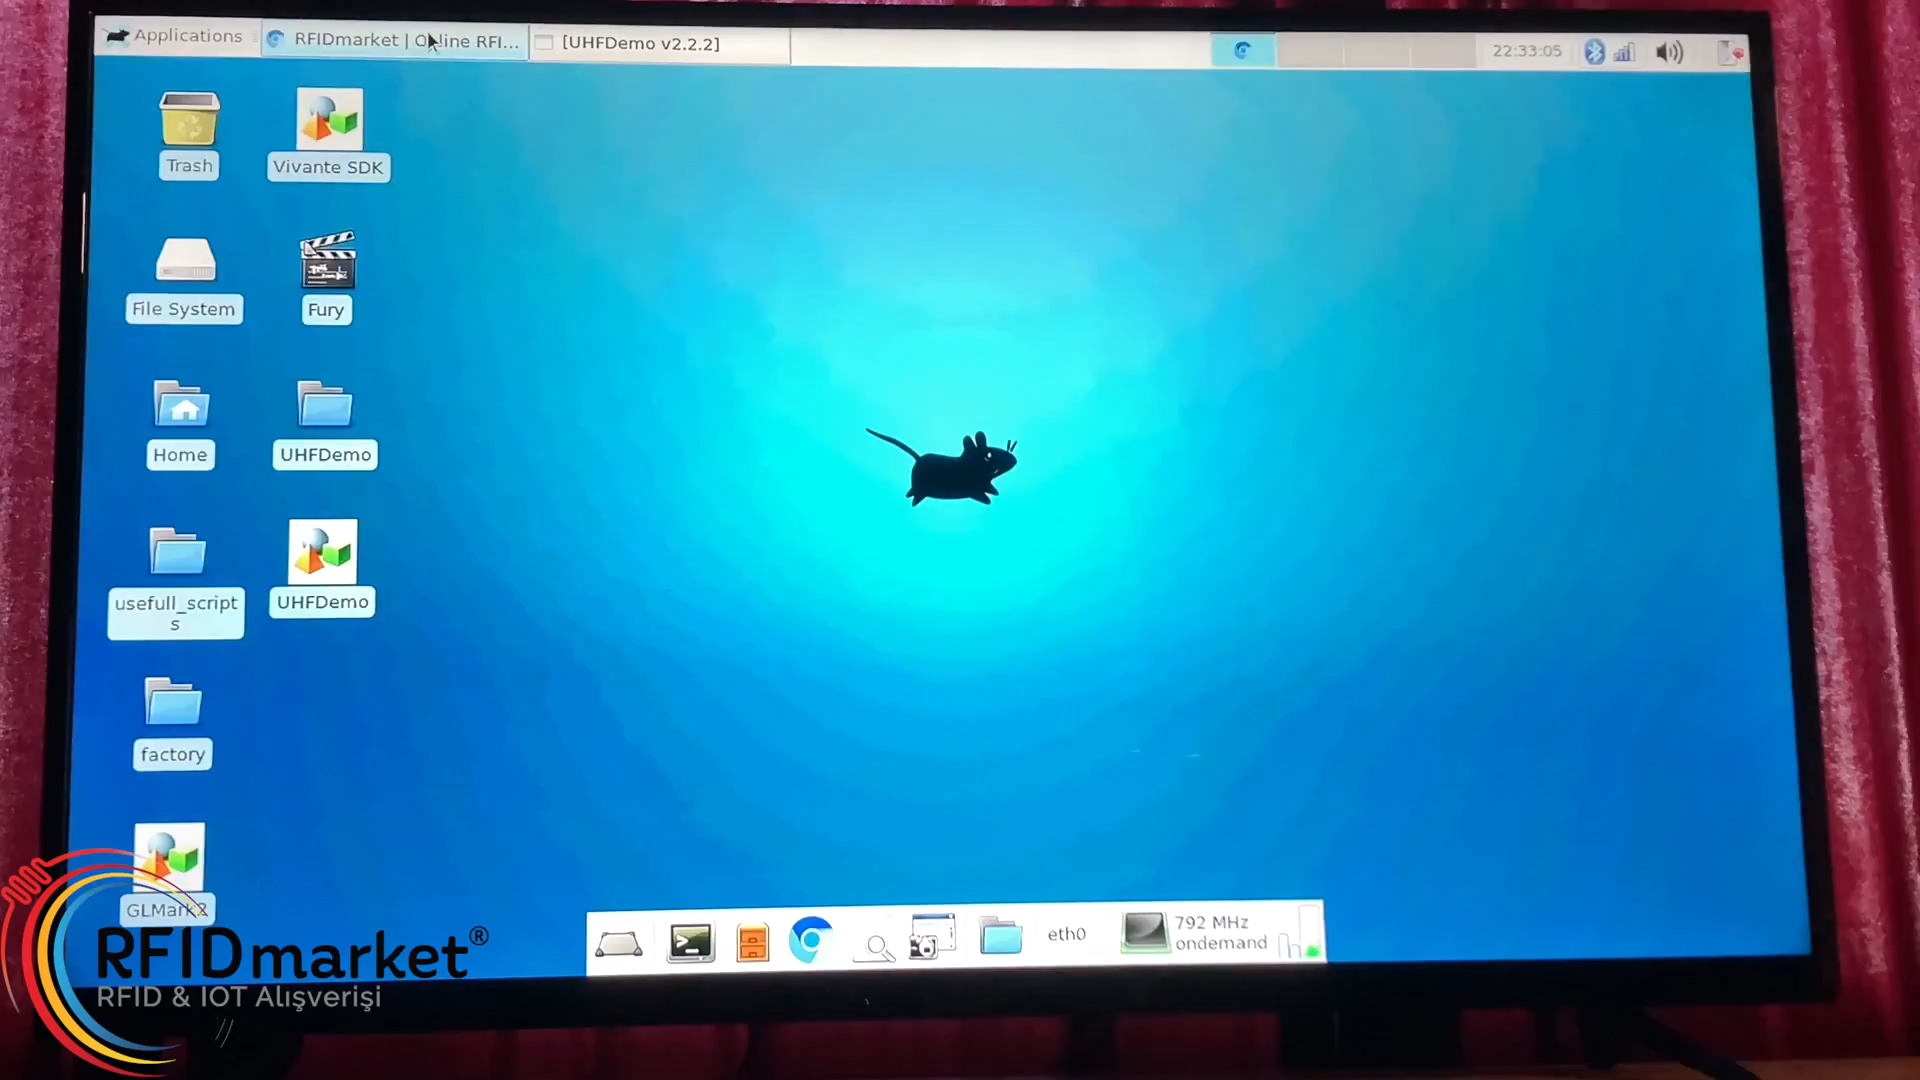 Applications
RFIDmarket | Online RFI...
[UHFDemo v2.2.2]
22:33:05
Trash
Vivante SDK
File System
Fury
Home
UHFDemo
usefull_script
s
UHFDemo
factory
GLMark2
eth0
792 MHz
ondemand
RFIDmarket®
RFID & IOT Alışverişi